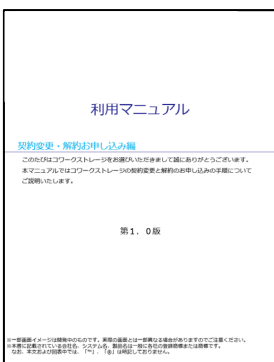 利用マニュアル
契約変更・解約お申し込み編
このたびはコワークストレージをお選びいただきまして誠にありがとうございます。
本マニュアルではコワークストレージの契約変更と解約のお申し込みの手順について
ご説明いたします。
第1．0版
※一部画面イメージは開発中のものです。実際の画面とは一部異なる場合がありますのでご注意ください。
※本書に記載されている会社名、システム名、製品名は一般に各社の登録商標または商標です。
なお、本文および図表中では、「™」、「®」は明記しておりません。